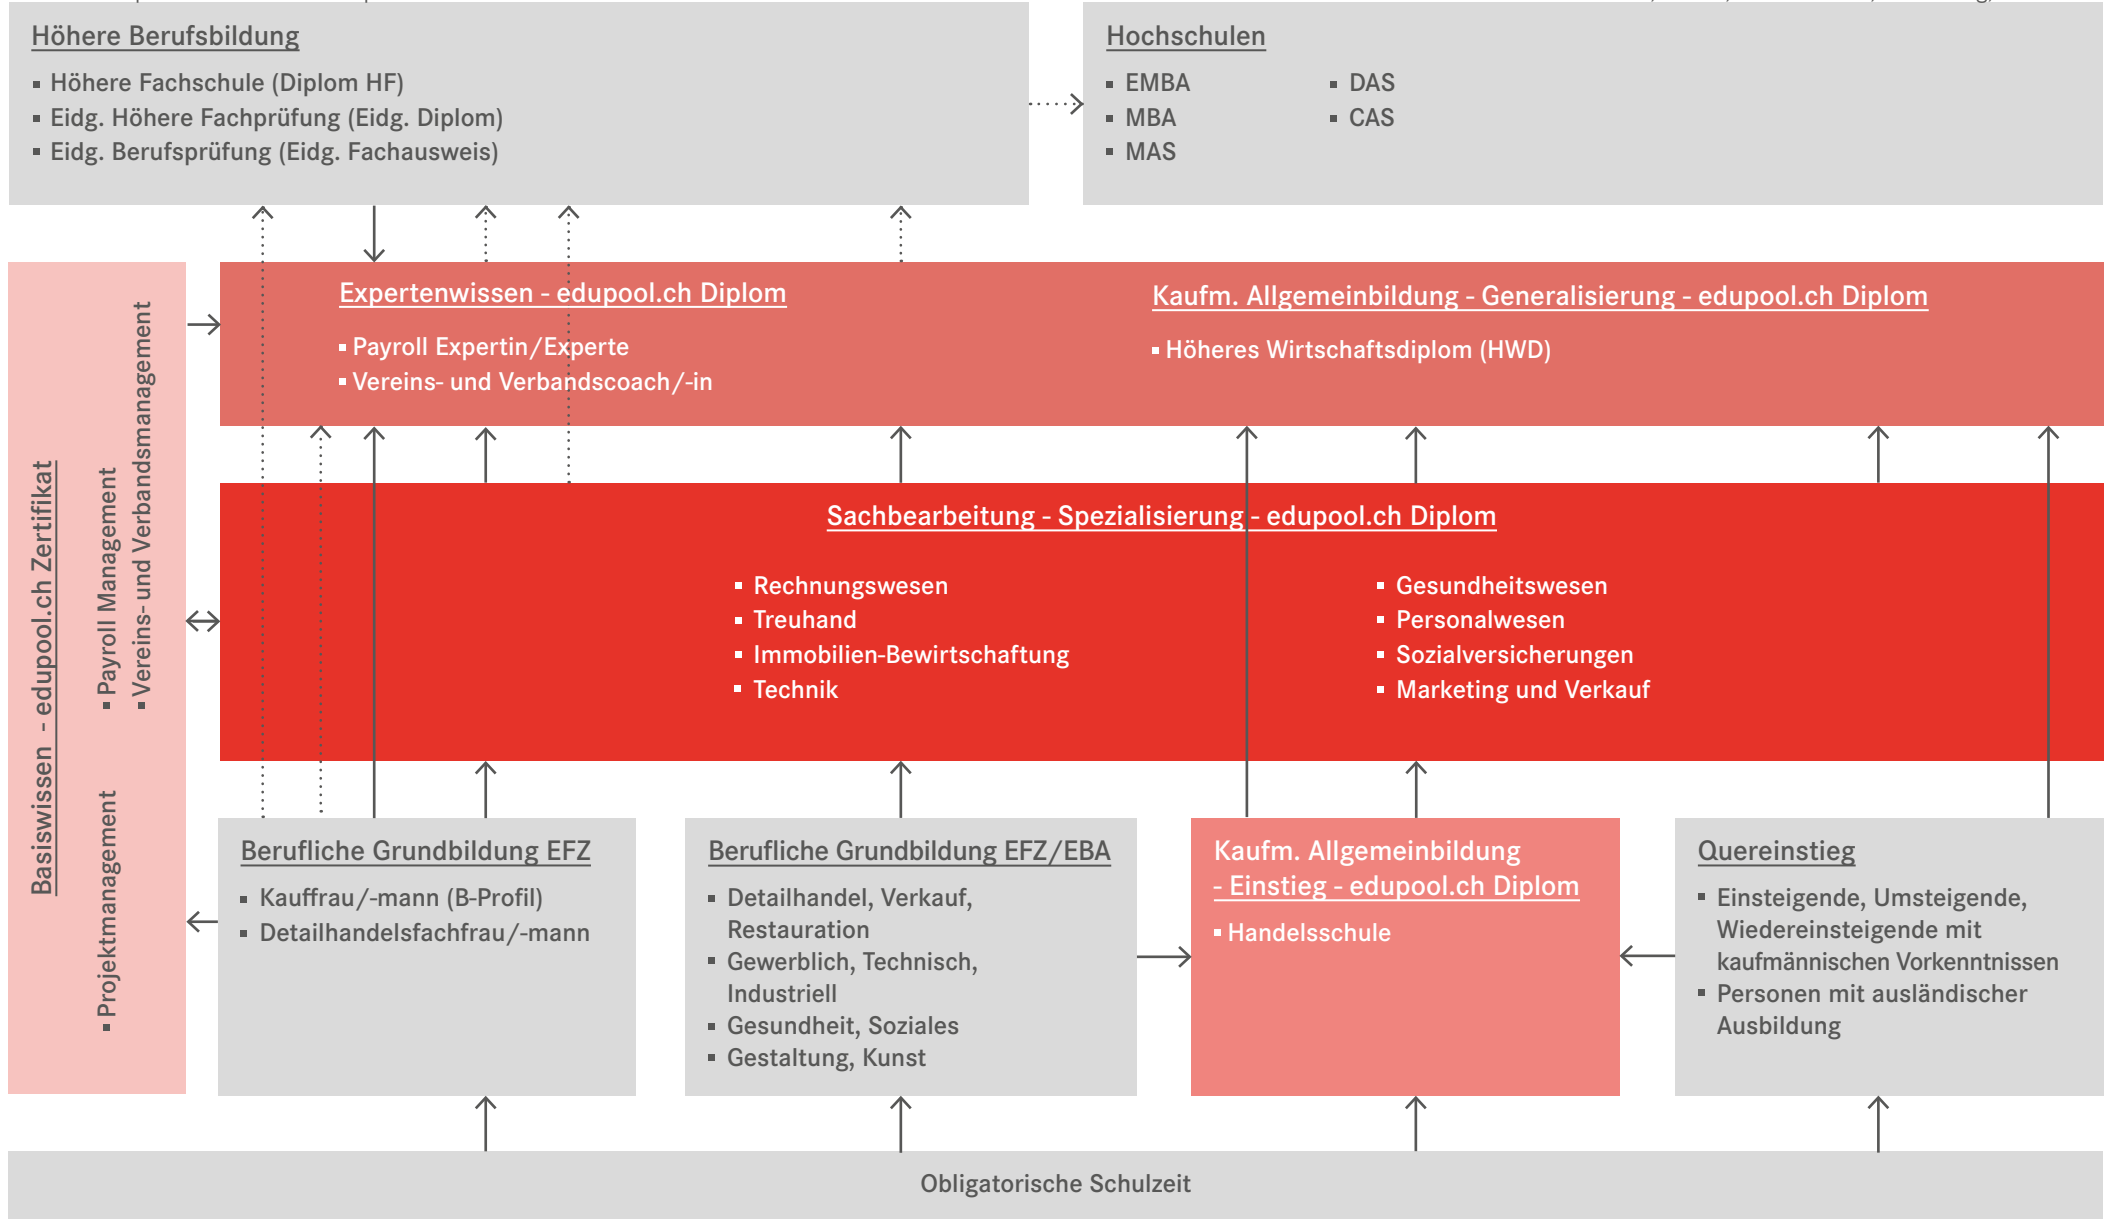 Höhere Berufsbildung
▪ Höhere Fachschule (Diplom HF)
▪ Eidg. Höhere Fachprüfung (Eidg. Diplom)
▪ Eidg. Berufsprüfung (Eidg. Fachausweis)
Hochschulen
▪ EMBA
▪ MBA
▪ MAS
▪ DAS
▪ CAS
Basiswissen - edupool.ch Zertifikat
▪ Projektmanagement
▪ Payroll Management
▪ Vereins- und Verbandsmanagement
Expertenwissen - edupool.ch Diplom
▪ Payroll Expertin/Experte
▪ Vereins- und Verbandscoach/-in
Kaufm. Allgemeinbildung - Generalisierung - edupool.ch Diplom
▪ Höheres Wirtschaftsdiplom (HWD)
Sachbearbeitung - Spezialisierung - edupool.ch Diplom
▪ Rechnungswesen
▪ Treuhand
▪ Immobilien-Bewirtschaftung
▪ Technik
▪ Gesundheitswesen
▪ Personalwesen
▪ Sozialversicherungen
▪ Marketing und Verkauf
Berufliche Grundbildung EFZ
▪ Kauffrau/-mann (B-Profil)
▪ Detailhandelsfachfrau/-mann
Berufliche Grundbildung EFZ/EBA
▪ Detailhandel, Verkauf,
Restauration
▪ Gewerblich, Technisch,
Industriell
▪ Gesundheit, Soziales
▪ Gestaltung, Kunst
Kaufm. Allgemeinbildung
- Einstieg - edupool.ch Diplom
▪ Handelsschule
Quereinstieg
▪ Einsteigende, Umsteigende,
Wiedereinsteigende mit
kaufmännischen Vorkenntnissen
▪ Personen mit ausländischer
Ausbildung
Obligatorische Schulzeit